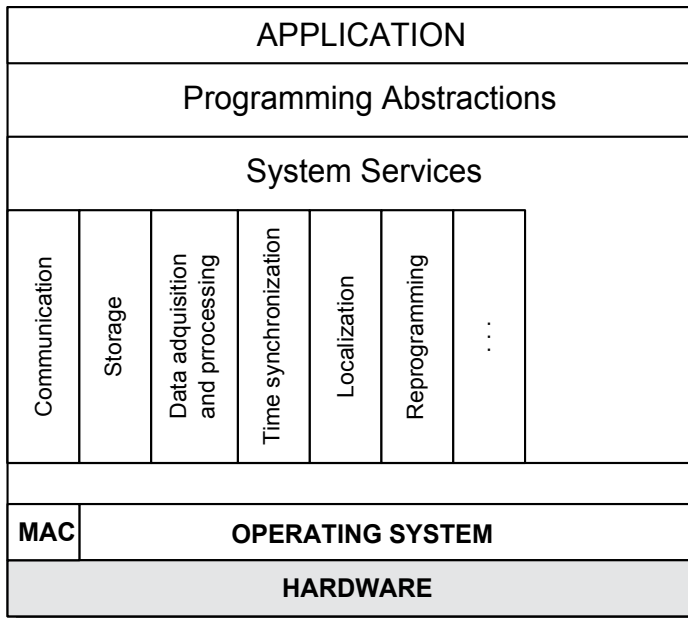 APPLICATION
Programming Abstractions
System Services
Communication
Storage
Data adquisition
and prrocessing
Time synchronization
Localization
Reprogramming
. . .
MAC
OPERATING SYSTEM
HARDWARE